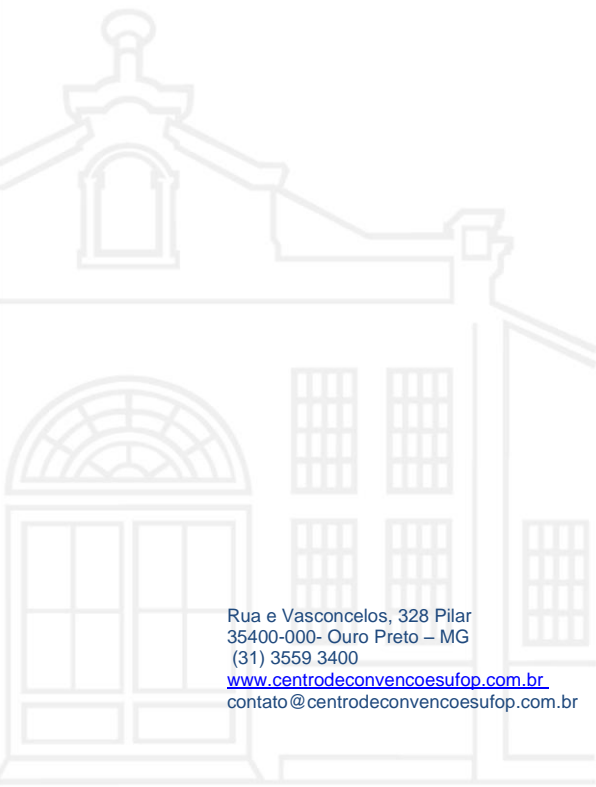 Rua e Vasconcelos, 328 Pilar
35400-000- Ouro Preto – MG
(31) 3559 3400
www.centrodeconvencoesufop.com.br
contato@centrodeconvencoesufop.com.br